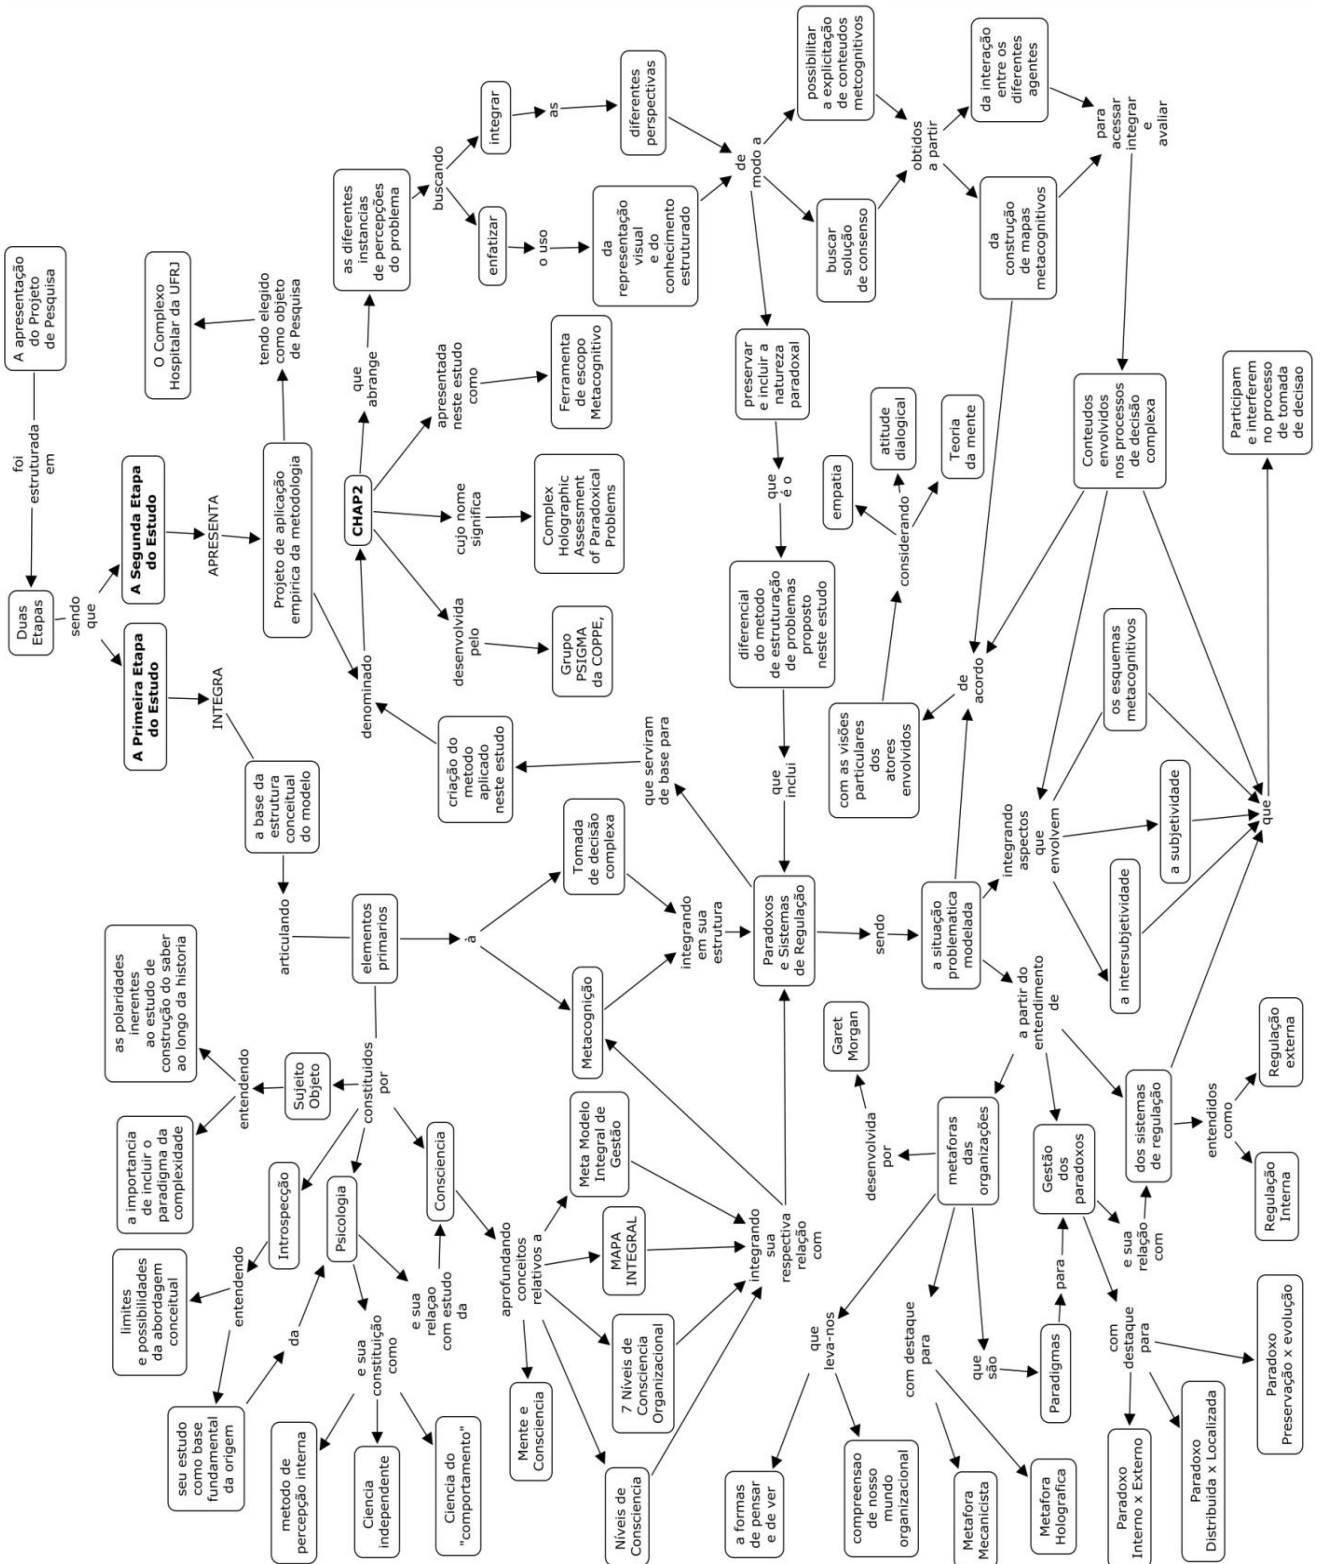 A apresentação
do Projeto
de Pesquisa
foi
estruturada
em
Duas
Etapas
sendo
que
A Segunda Etapa
do Estudo
A Primeira Etapa
do Estudo
APRESENTA
Projeto de aplicação
empirica da metodologia
tendo elegido
como objeto
de Pesquisa
O Complexo
Hospitalar da UFRJ
INTEGRA
a base da
estrutura
conceitual
do modelo
denominado
CHAP2
que
abrange
as diferentes
instancias
de percepções
do problema
buscando
integrar
as
diferentes
perspectivas
enfatizar
o uso
da
representação
visual
e do
conhecimento
estruturado
apresentada
neste estudo
como
Ferramenta
de escopo
Metacognitivo
cujo nome
significa
Complex
Holographic
Assessment
of Paradoxical
Problems
desenvolvida
pelo
Grupo
PSIGMA
da COPPE,
criação do
metodo
aplicado
neste estudo
que serviram
de base para
de
modo a
possibilitar
a explicitação
de conteudos
metcognitivos
buscar
solução
de consenso
preservar
e incluir a
natureza
paradoxal
obtidos
a partir
da interação
entre os
diferentes
agentes
da
construção
de mapas
metacognitivos
para
acessar
integrar
e
avaliar
que
é o
diferencial
do metodo
de estruturação
de problemas
proposto
neste estudo
que
inclui
articulando
elementos
primarios
à
Tomada
de decisão
complexa
Metacognição
integrando
em sua
estrutura
Paradoxos
e Sistemas
de Regulação
constituidos
por
Sujeito
Objeto
entendendo
as polaridades
inerentes
ao estudo de
construção do saber
ao longo da historia
a importancia
de incluir o
paradigma da
complexidade
Introspecção
entendendo
limites
e possibilidades
da abordagem
conceitual
seu estudo
como base
fundamental
da origem
da
Psicologia
e sua
constituição
como
metodo de
percepção interna
Ciencia
independente
Ciencia do
"comportamento"
e sua
relaçao
com estudo
da
Consciencia
aprofundando
conceitos
relativos a
Meta Modelo
Integral de
Gestão
MAPA
INTEGRAL
7 Níveis de
Consciencia
Organizacional
Mente e
Consciencia
Níveis de
Consciencia
integrando
sua
respectiva
relação
com
sendo
a situação
problematica
modelada
de
acordo
com as visões
particulares
dos
atores
envolvidos
considerando
empatia
atitude
dialogical
Teoria
da mente
Conteudos
envolvidos
nos processos
de decisão
complexa
integrando
aspectos
que
envolvem
os esquemas
metacognitivos
a subjetividade
a intersubjetividade
que
Participam
e interferem
no processo
de tomada
de decisao
a partir do
entendimento
de
metaforas
das
organizações
desenvolvida
por
Garet
Morgan
que
leva-nos
a formas
de pensar
e de ver
compreensao
de nosso
mundo
organizacional
com destaque
para
Metafora
Mecanicista
Metafora
Holografica
que
são
Paradigmas
para
Gestão
dos
paradoxos
e sua
relação
com
com
destaque
para
Paradoxo
Interno x Externo
Paradoxo
Distribuida x Localizada
Paradoxo
Preservação x evolução
dos sistemas
de regulação
entendidos
como
Regulação
externa
Regulação
Interna